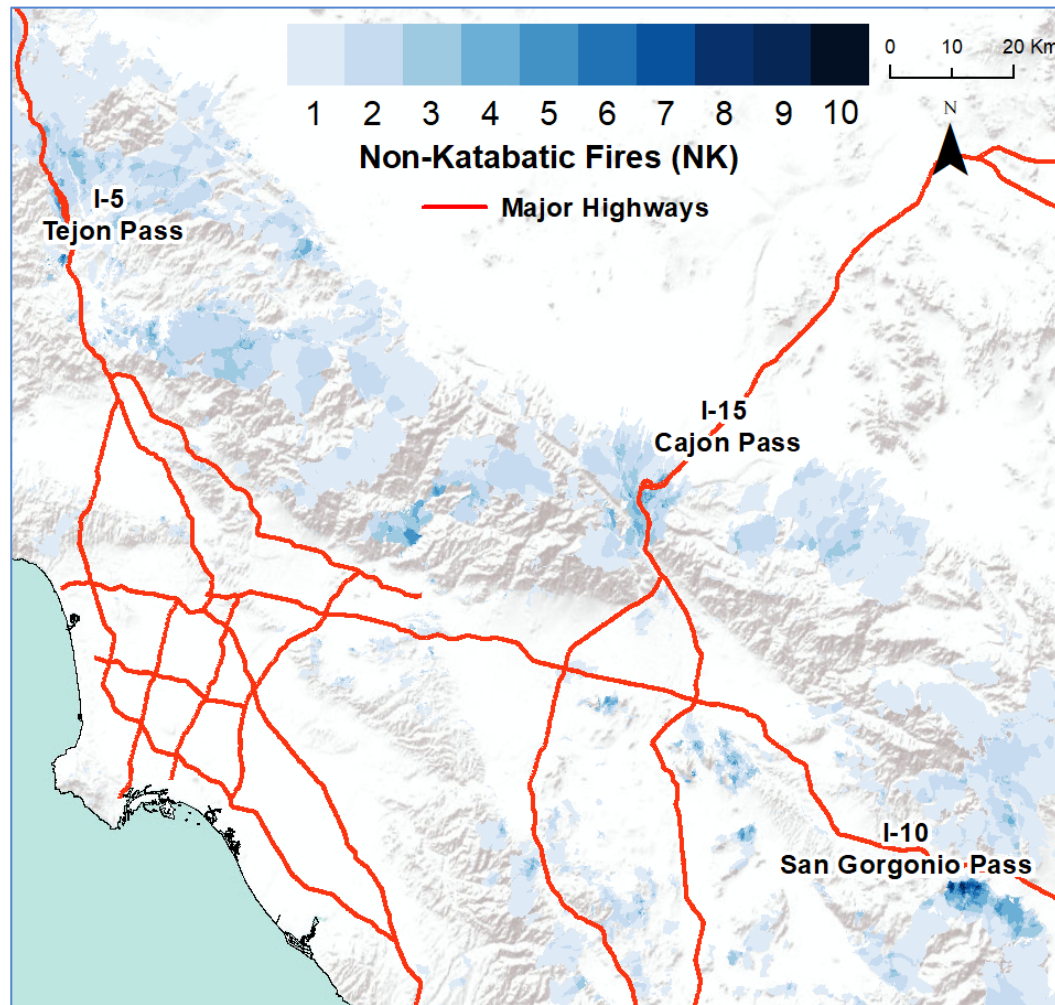 0 10 20 Km
1 2 3 4 5 6 7 8 9 10
Non-Katabatic Fires (NK)
N
Major Highways
I-5
Tejon Pass
I-15
Cajon Pass
I-10
San Gorgonio Pass